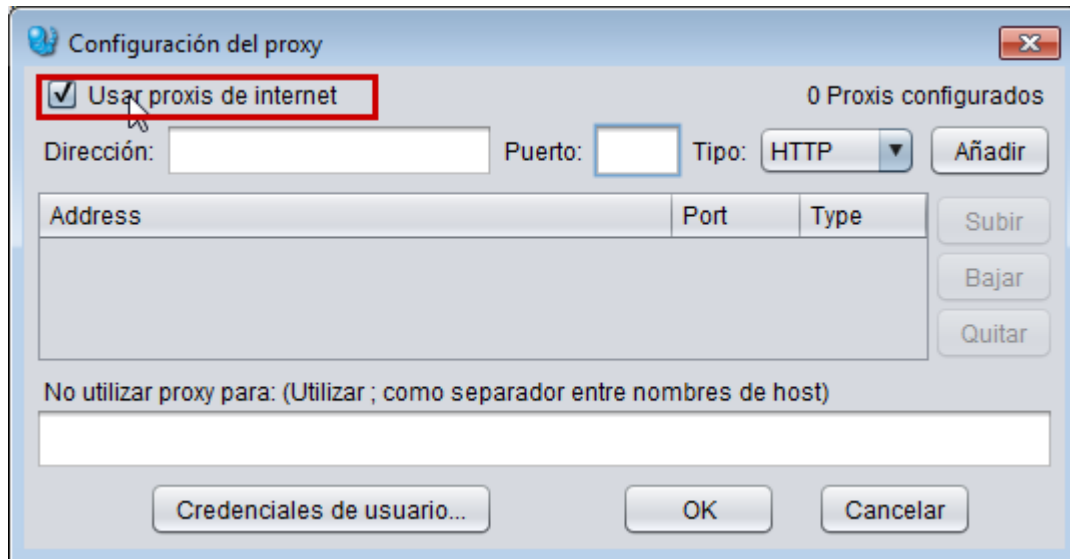 Configuración del proxy
Usar proxis de internet 0 Proxis configurados
Dirección: Puerto: Tipo: HTTP Añadir
Address Port Type
Subir
Bajar
Quitar
No utilizar proxy para: (Utilizar ; como separador entre nombres de host)
Credenciales de usuario... OK Cancelar